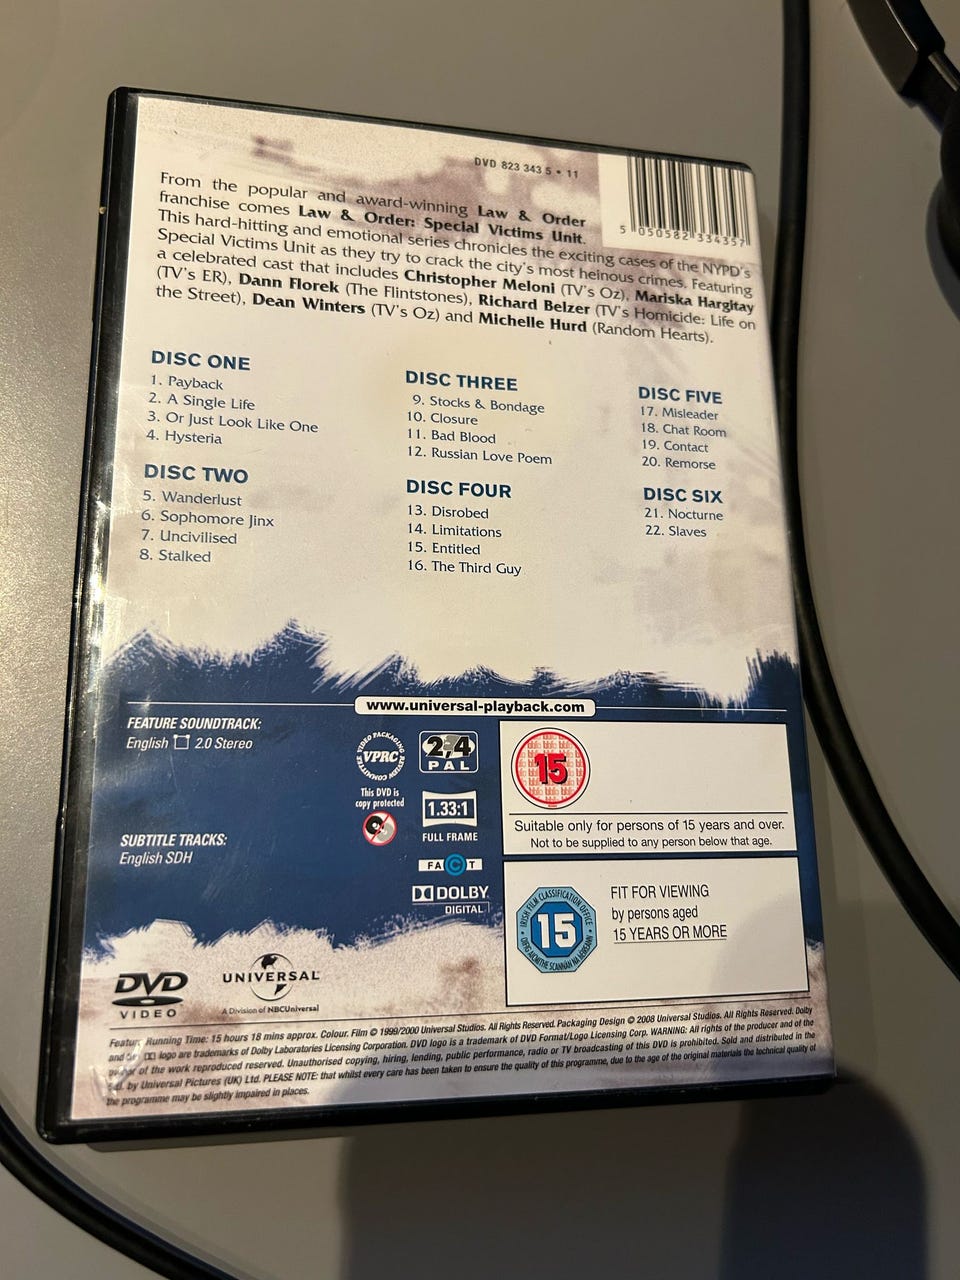 DVD 823 343 5 • 11
5 050582 334357
From the popular and award-winning Law & Order
franchise comes Law & Order: Special Victims Unit.
This hard-hitting and emotional series chronicles the exciting cases of the NYPD's
Special Victims Unit as they try to crack the city's most heinous crimes. Featuring
a celebrated cast that includes Christopher Meloni (TV's Oz), Mariska Hargitay
(TV's ER), Dann Florek (The Flintstones), Richard Belzer (TV's Homicide: Life on
the Street), Dean Winters (TV's Oz) and Michelle Hurd (Random Hearts).
DISC ONE
1. Payback
2. A Single Life
3. Or Just Look Like One
4. Hysteria
DISC TWO
5. Wanderlust
6. Sophomore Jinx
7. Uncivilised
8. Stalked
DISC THREE
9. Stocks & Bondage
10. Closure
11. Bad Blood
12. Russian Love Poem
DISC FOUR
13. Disrobed
14. Limitations
15. Entitled
16. The Third Guy
DISC FIVE
17. Misleader
18. Chat Room
19. Contact
20. Remorse
DISC SIX
21. Nocturne
22. Slaves
www.universal-playback.com
FEATURE SOUNDTRACK:
English 2.0 Stereo
SUBTITLE TRACKS:
English SDH
VIDEO PACKAGING REVIEW COMMITTEE
VPRC
This DVD is
copy protected
2,4
PAL
1.33:1
FULL FRAME
FACT
DOLBY
DIGITAL
15
Suitable only for persons of 15 years and over.
Not to be supplied to any person below that age.
IRISH FILM CLASSIFICATION OFFICE
15
OIFIG AICMITHE SCANNÁN NA hÉIREANN
FIT FOR VIEWING
by persons aged
15 YEARS OR MORE
DVD
VIDEO
UNIVERSAL
A Division of NBCUniversal
Feature Running Time: 15 hours 18 mins approx. Colour. Film © 1999/2000 Universal Studios. All Rights Reserved. Packaging Design © 2008 Universal Studios. All Rights Reserved. Dolby
and logo are trademarks of Dolby Laboratories Licensing Corporation. DVD logo is a trademark of DVD Format/Logo Licensing Corp. WARNING: All rights of the producer and of the
owner of the work reproduced reserved. Unauthorised copying, hiring, lending, public performance, radio or TV broadcasting of this DVD is prohibited. Sold and distributed in the
by Universal Pictures (UK) Ltd. PLEASE NOTE: that whilst every care has been taken to ensure the quality of this programme, due to the age of the original materials the technical quality of
the programme may be slightly impaired in places.